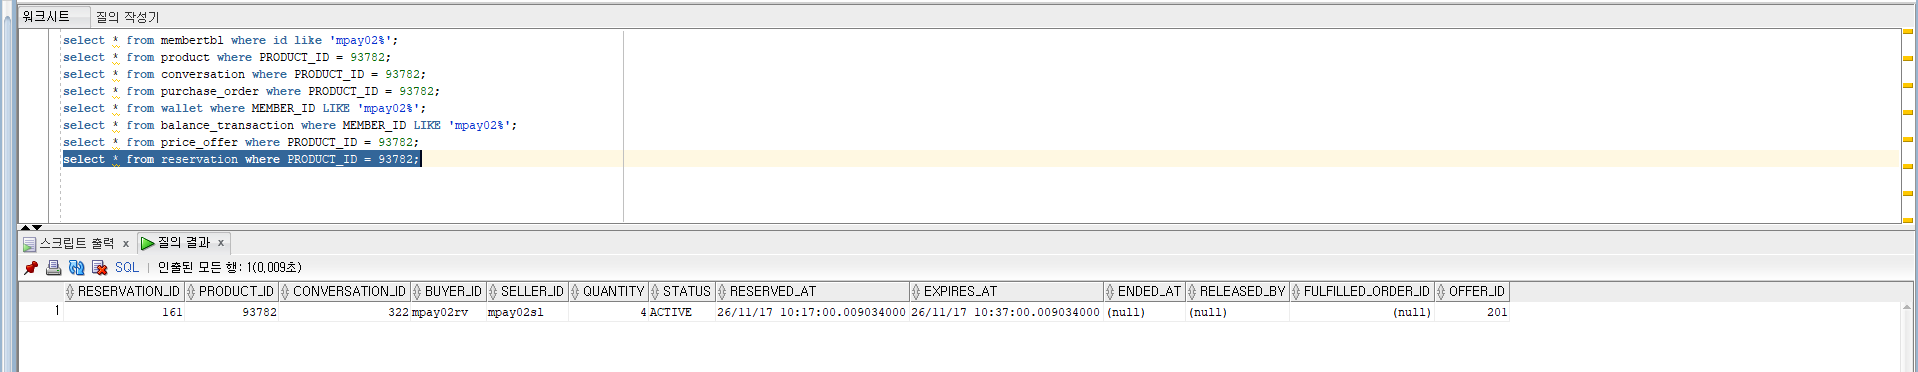 워크시트 질의 작성기
select * from membertbl where id like 'mpay02%';
select * from product where PRODUCT_ID = 93782;
select * from conversation where PRODUCT_ID = 93782;
select * from purchase_order where PRODUCT_ID = 93782;
select * from wallet where MEMBER_ID LIKE 'mpay02%';
select * from balance_transaction where MEMBER_ID LIKE 'mpay02%';
select * from price_offer where PRODUCT_ID = 93782;
select * from reservation where PRODUCT_ID = 93782;
스크립트 출력 x 질의 결과 x
SQL | 인출된 모든 행: 1(0,009초)
RESERVATION_ID PRODUCT_ID CONVERSATION_ID BUYER_ID SELLER_ID QUANTITY STATUS RESERVED_AT EXPIRES_AT ENDED_AT RELEASED_BY FULFILLED_ORDER_ID OFFER_ID
1 161 93782 322 mpay02rv mpay02sl 4 ACTIVE 26/11/17 10:17:00.009034000 26/11/17 10:37:00.009034000 (null) (null) (null) 201